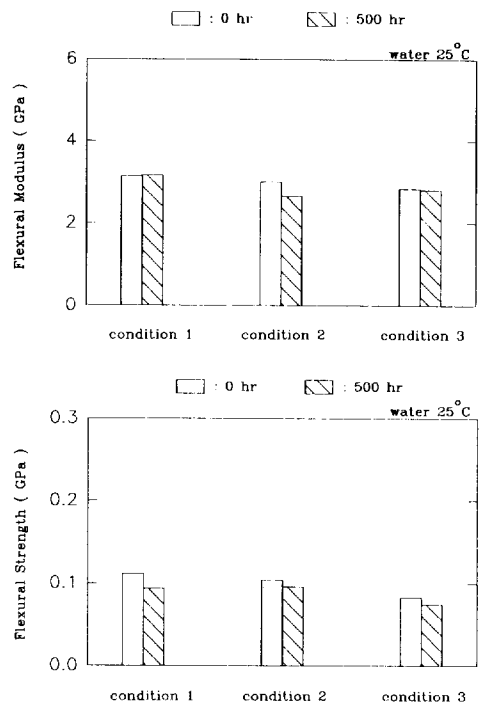 : 0 hr : 500 hr
water 25°C
Flexural Modulus ( GPa )
6
4
2
0
condition 1 condition 2 condition 3
: 0 hr : 500 hr
water 25°C
Flexural Strength ( GPa )
0.3
0.2
0.1
0.0
condition 1 condition 2 condition 3